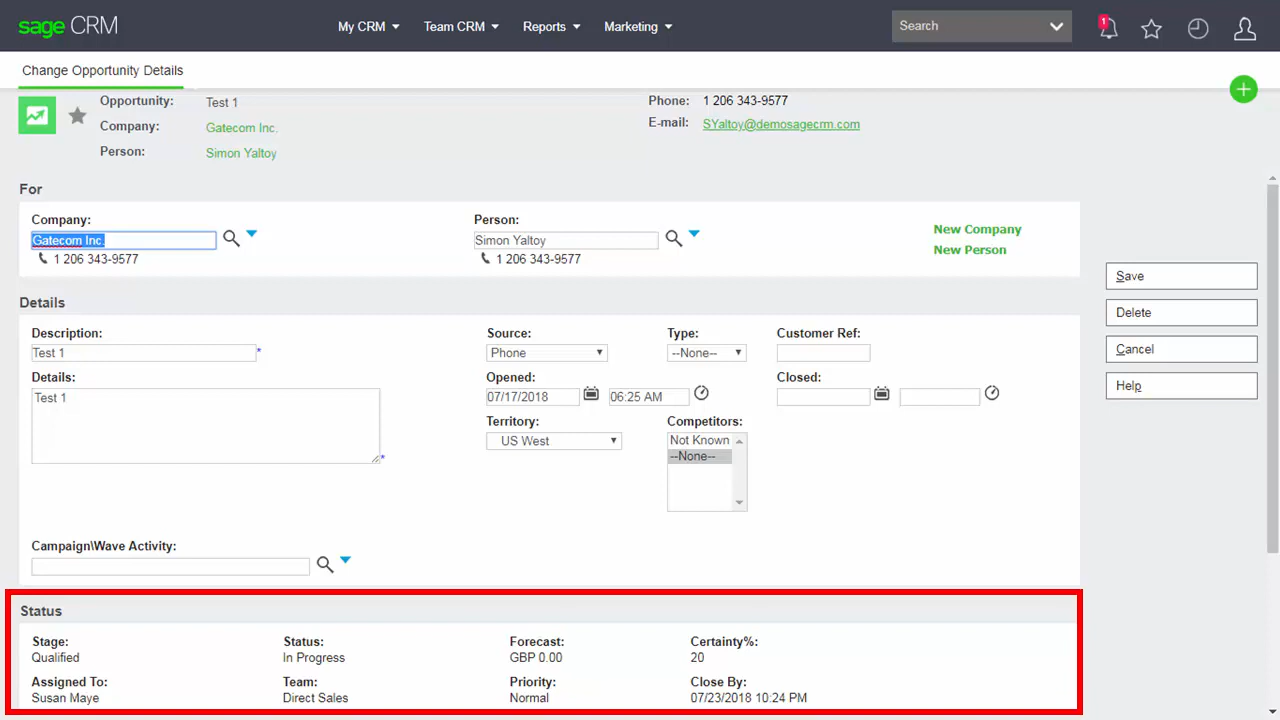 sage CRM
My CRM
Team CRM
Reports
Marketing
Search
1
Change Opportunity Details
Opportunity: Test 1
Company: Gatecom Inc.
Person: Simon Yaltoy
Phone: 1 206 343-9577
E-mail: SYaltoy@demosagecrm.com
For
Company:
Gatecom Inc.
1 206 343-9577
Person:
Simon Yaltoy
1 206 343-9577
New Company
New Person
Save
Delete
Cancel
Help
Details
Description:
Test 1
*
Source:
Phone
Type:
--None--
Customer Ref:
Details:
Test 1
*
Opened:
07/17/2018
06:25 AM
Closed:
Territory:
US West
Competitors:
Not Known
--None--
Campaign\Wave Activity:
Status
Stage: Status: Forecast: Certainty%:
Qualified In Progress GBP 0.00 20
Assigned To: Team: Priority: Close By:
Susan Maye Direct Sales Normal 07/23/2018 10:24 PM